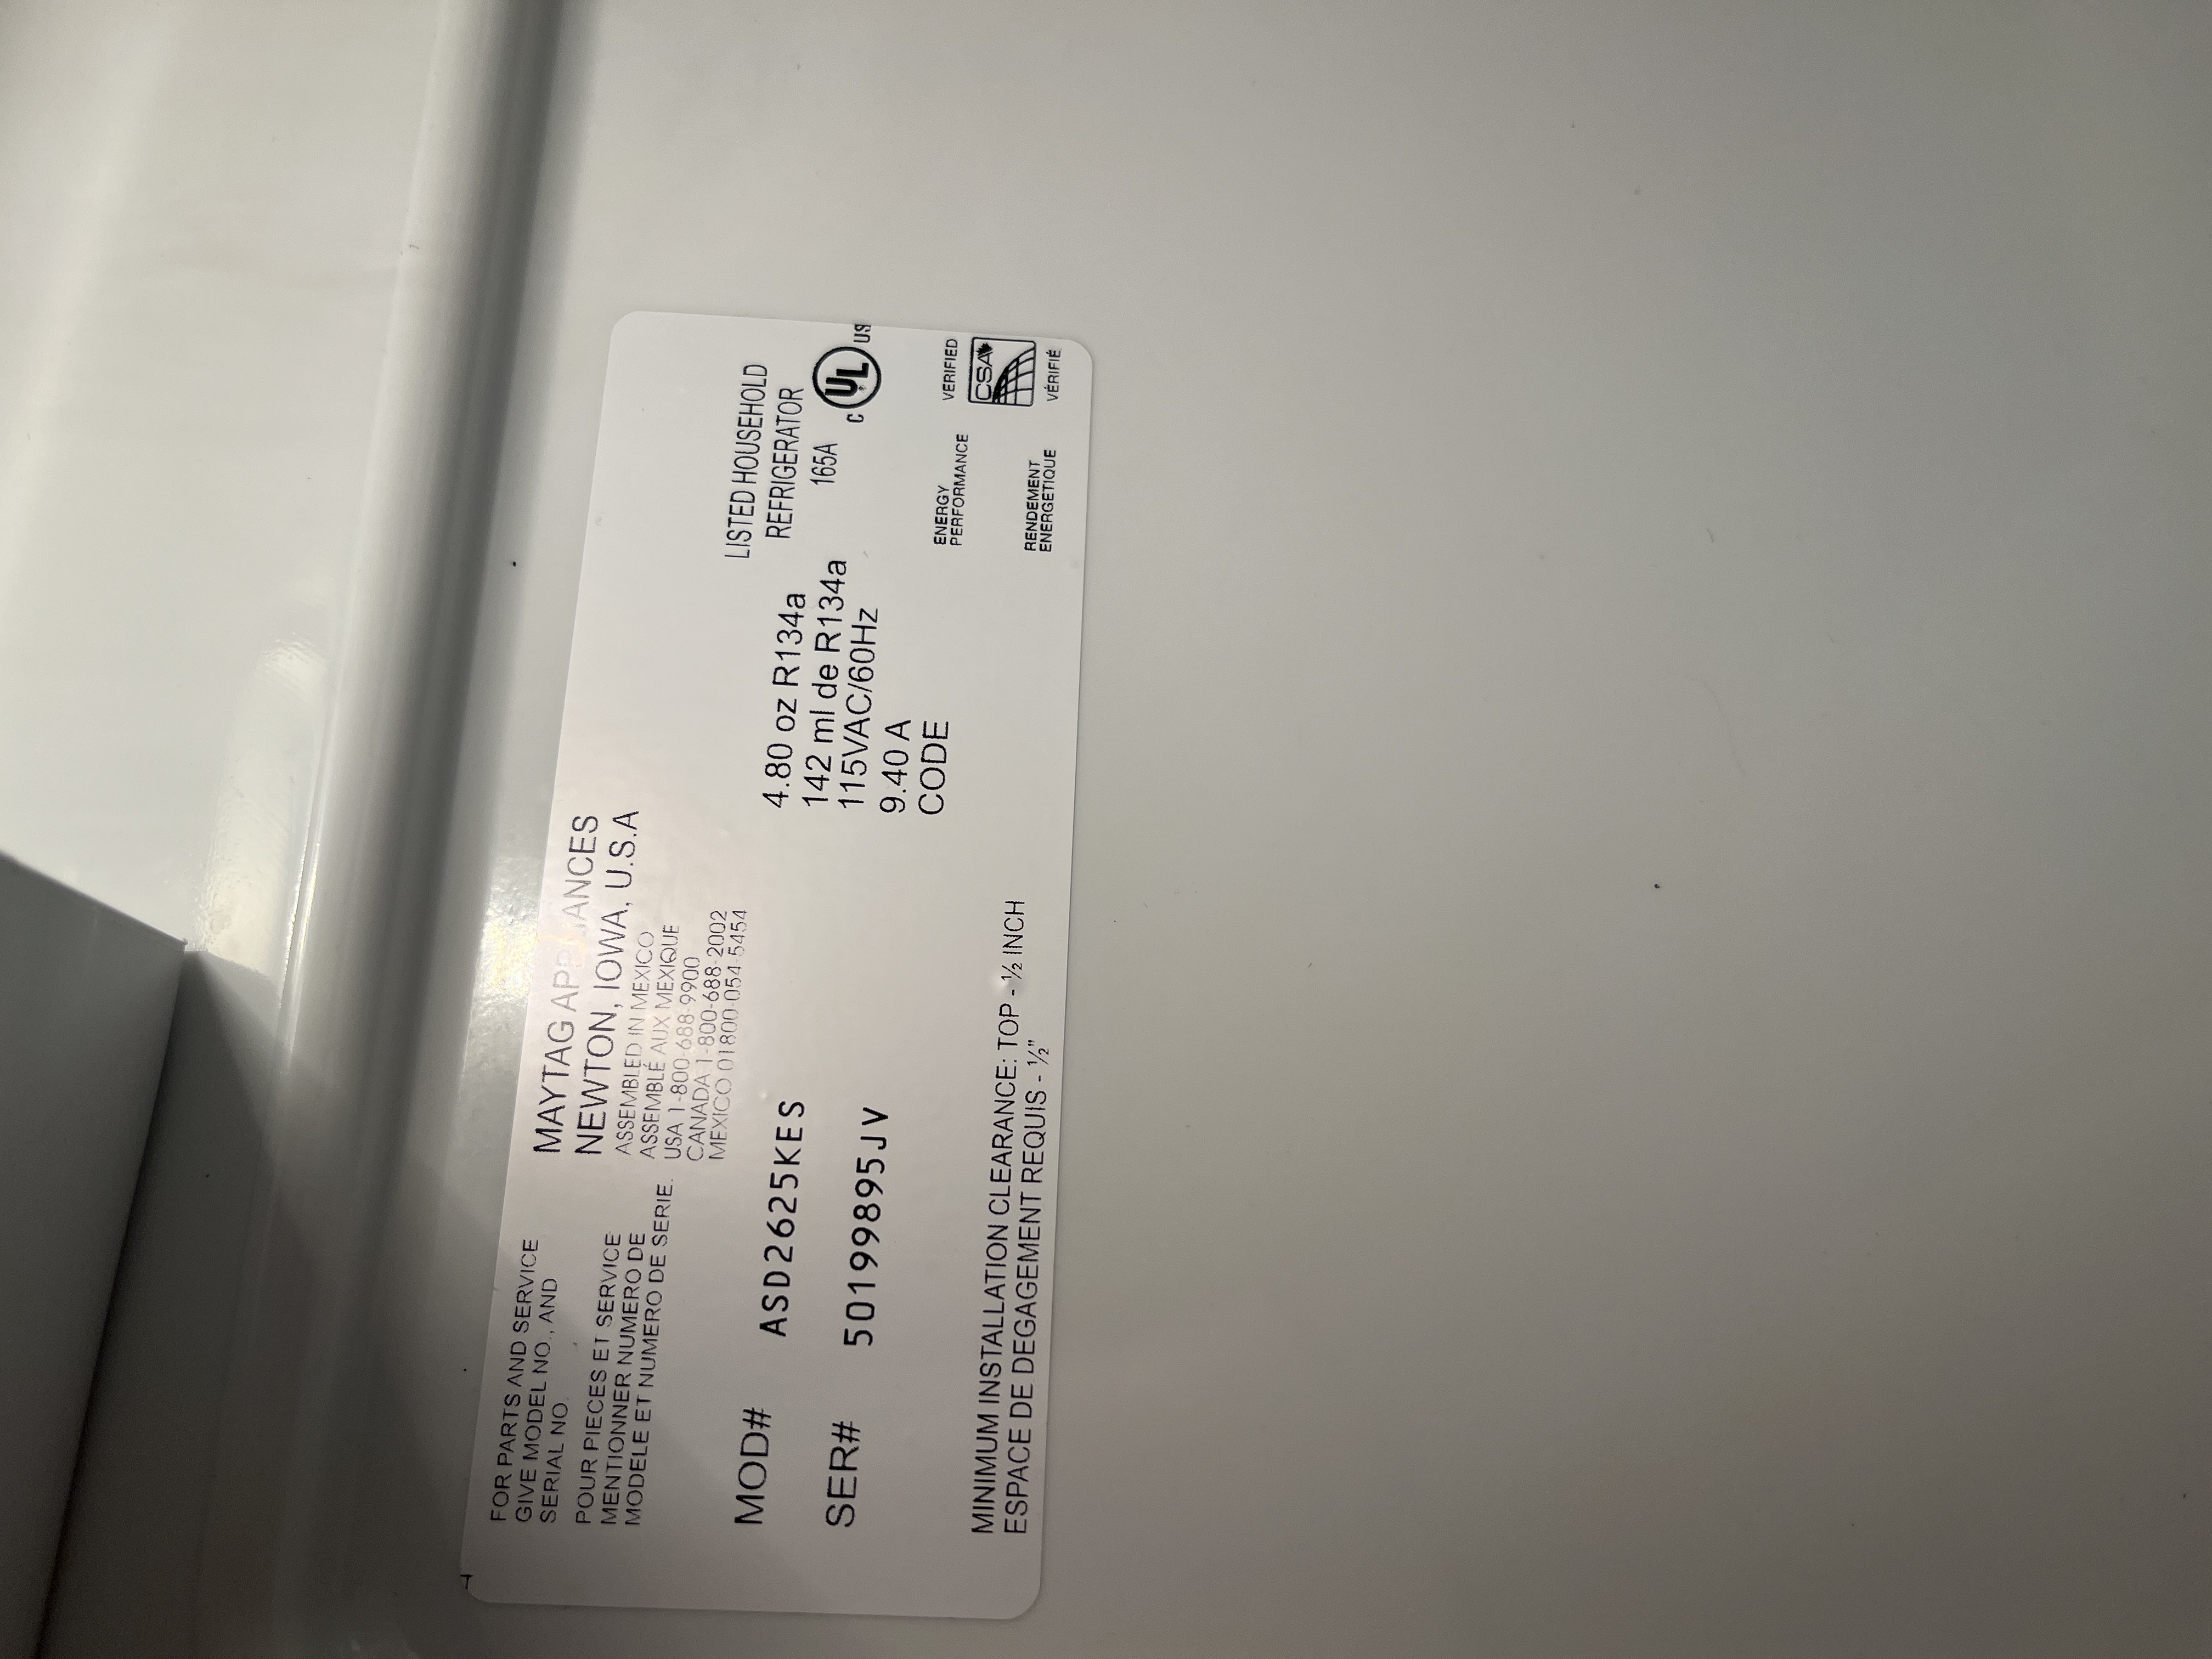 FOR PARTS AND SERVICE
GIVE MODEL NO., AND
SERIAL NO.
POUR PIECES ET SERVICE
MENTIONNER NUMERO DE
MODELE ET NUMERO DE SERIE.
MAYTAG APPLIANCES
NEWTON, IOWA, U.S.A
ASSEMBLED IN MEXICO
ASSEMBLÉ AUX MEXIQUE
USA 1-800-688-9900
CANADA 1-800-688-2002
MEXICO 01800-054-5454
MOD# ASD2625KES
SER# 50199895JV
4.80 oz R134a
142 ml de R134a
115VAC/60Hz
9.40 A
CODE
LISTED HOUSEHOLD
REFRIGERATOR
165A
C UL US
ENERGY
PERFORMANCE
VERIFIED
CSA
RENDEMENT
ENERGETIQUE
VÉRIFIÉ
MINIMUM INSTALLATION CLEARANCE: TOP - ½ INCH
ESPACE DE DEGAGEMENT REQUIS - ½"